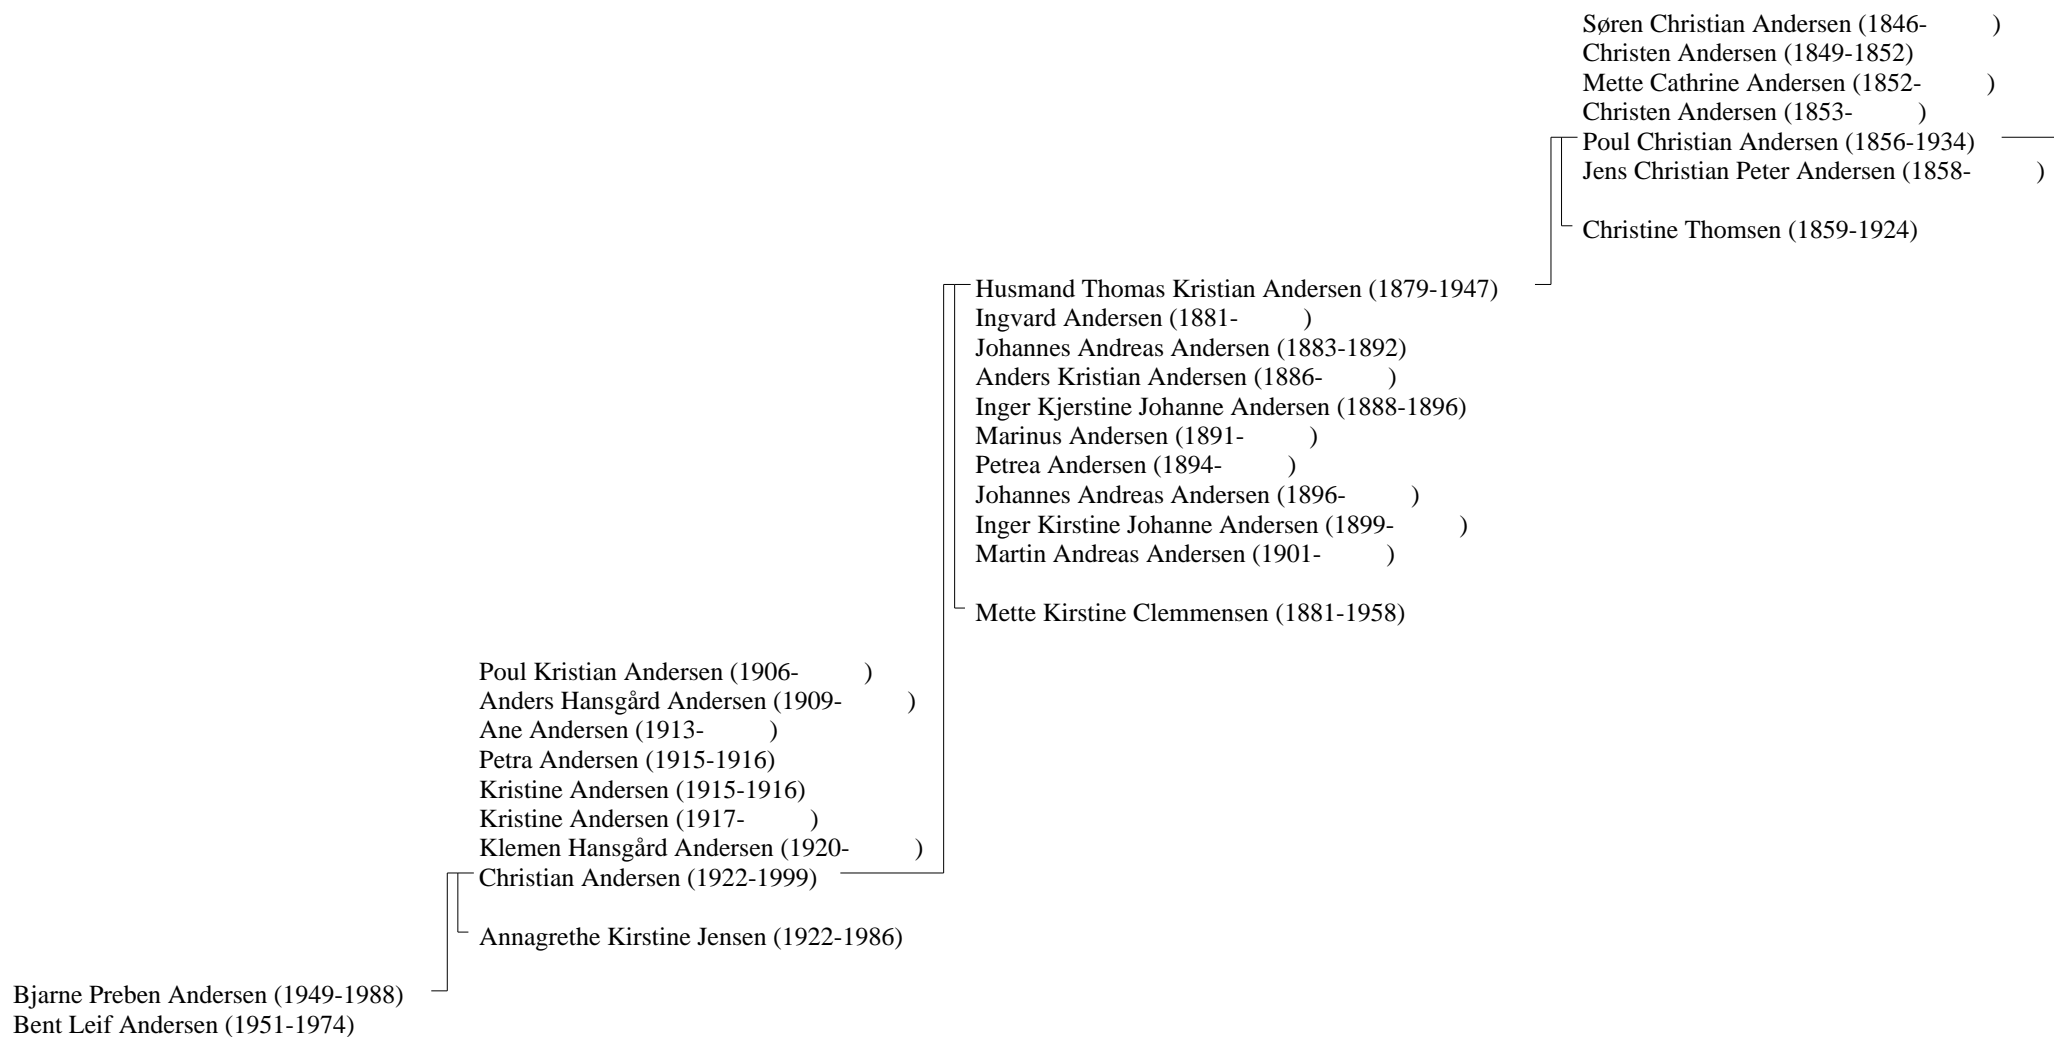 Søren Christian Andersen (1846- )
Christen Andersen (1849-1852)
Mette Cathrine Andersen (1852- )
Christen Andersen (1853- )
Poul Christian Andersen (1856-1934)
Jens Christian Peter Andersen (1858- )
Christine Thomsen (1859-1924)
Husmand Thomas Kristian Andersen (1879-1947)
Ingvard Andersen (1881- )
Johannes Andreas Andersen (1883-1892)
Anders Kristian Andersen (1886- )
Inger Kjerstine Johanne Andersen (1888-1896)
Marinus Andersen (1891- )
Petrea Andersen (1894- )
Johannes Andreas Andersen (1896- )
Inger Kirstine Johanne Andersen (1899- )
Martin Andreas Andersen (1901- )
Mette Kirstine Clemmensen (1881-1958)
Poul Kristian Andersen (1906- )
Anders Hansgård Andersen (1909- )
Ane Andersen (1913- )
Petra Andersen (1915-1916)
Kristine Andersen (1915-1916)
Kristine Andersen (1917- )
Klemen Hansgård Andersen (1920- )
Christian Andersen (1922-1999)
Annagrethe Kirstine Jensen (1922-1986)
Bjarne Preben Andersen (1949-1988)
Bent Leif Andersen (1951-1974)